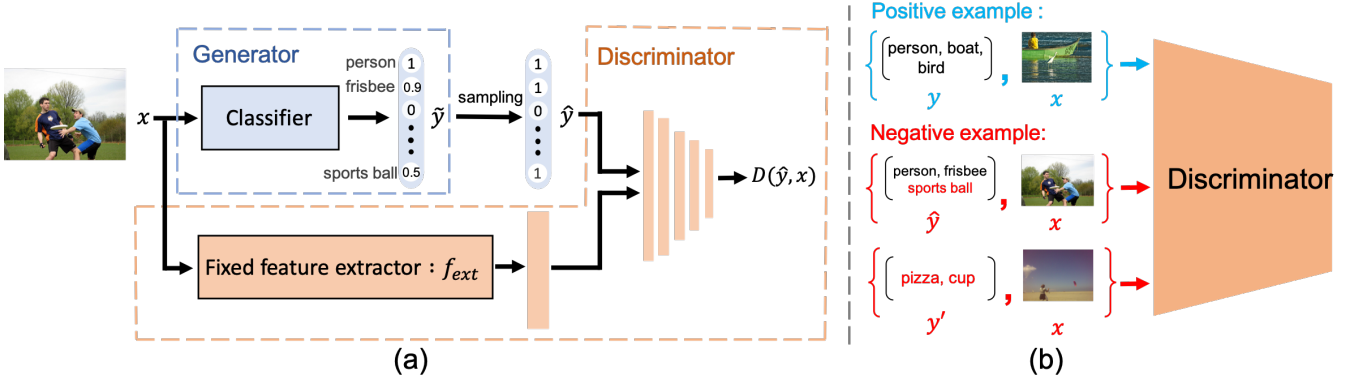 Generator
Discriminator
x
Classifier
person 1
frisbee 0.9
0
sports ball 0.5
ỹ
sampling
1
1
0
1
ŷ
D(ŷ, x)
Fixed feature extractor : f_ext
(a)
Positive example :
{ (person, boat,
bird) , }
y x
Negative example:
{ (person, frisbee
sports ball) , }
ŷ x
{ (pizza, cup) , }
y′ x
Discriminator
(b)